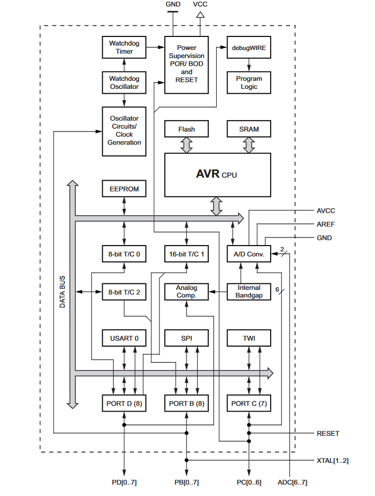 GND
VCC
Watchdog
Timer
Power
Supervision
POR/ BOD
and
RESET
debugWIRE
Watchdog
Oscillator
Program
Logic
Oscillator
Circuits/
Clock
Generation
Flash
SRAM
AVR CPU
EEPROM
AVCC
AREF
GND
8-bit T/C 0
16-bit T/C 1
A/D Conv.
2
DATA BUS
8-bit T/C 2
Analog
Comp.
Internal
Bandgap
6
USART 0
SPI
TWI
PORT D (8)
PORT B (8)
PORT C (7)
RESET
XTAL[1..2]
PD[0..7]
PB[0..7]
PC[0..6]
ADC[6..7]